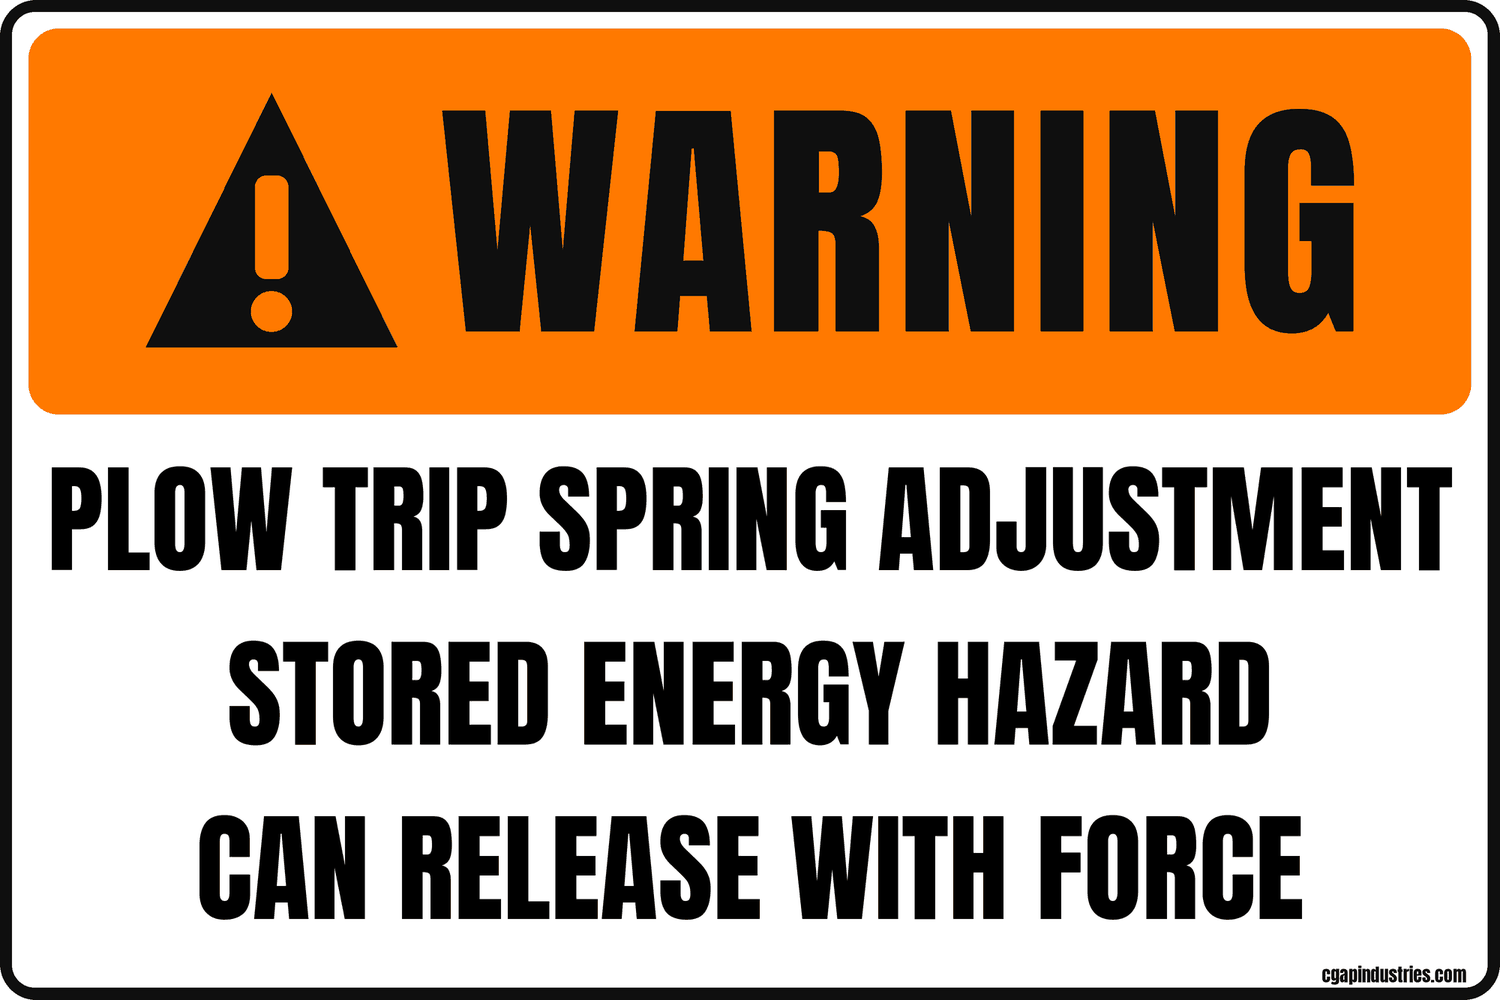 WARNING
PLOW TRIP SPRING ADJUSTMENT
STORED ENERGY HAZARD
CAN RELEASE WITH FORCE
cgapindustries.com